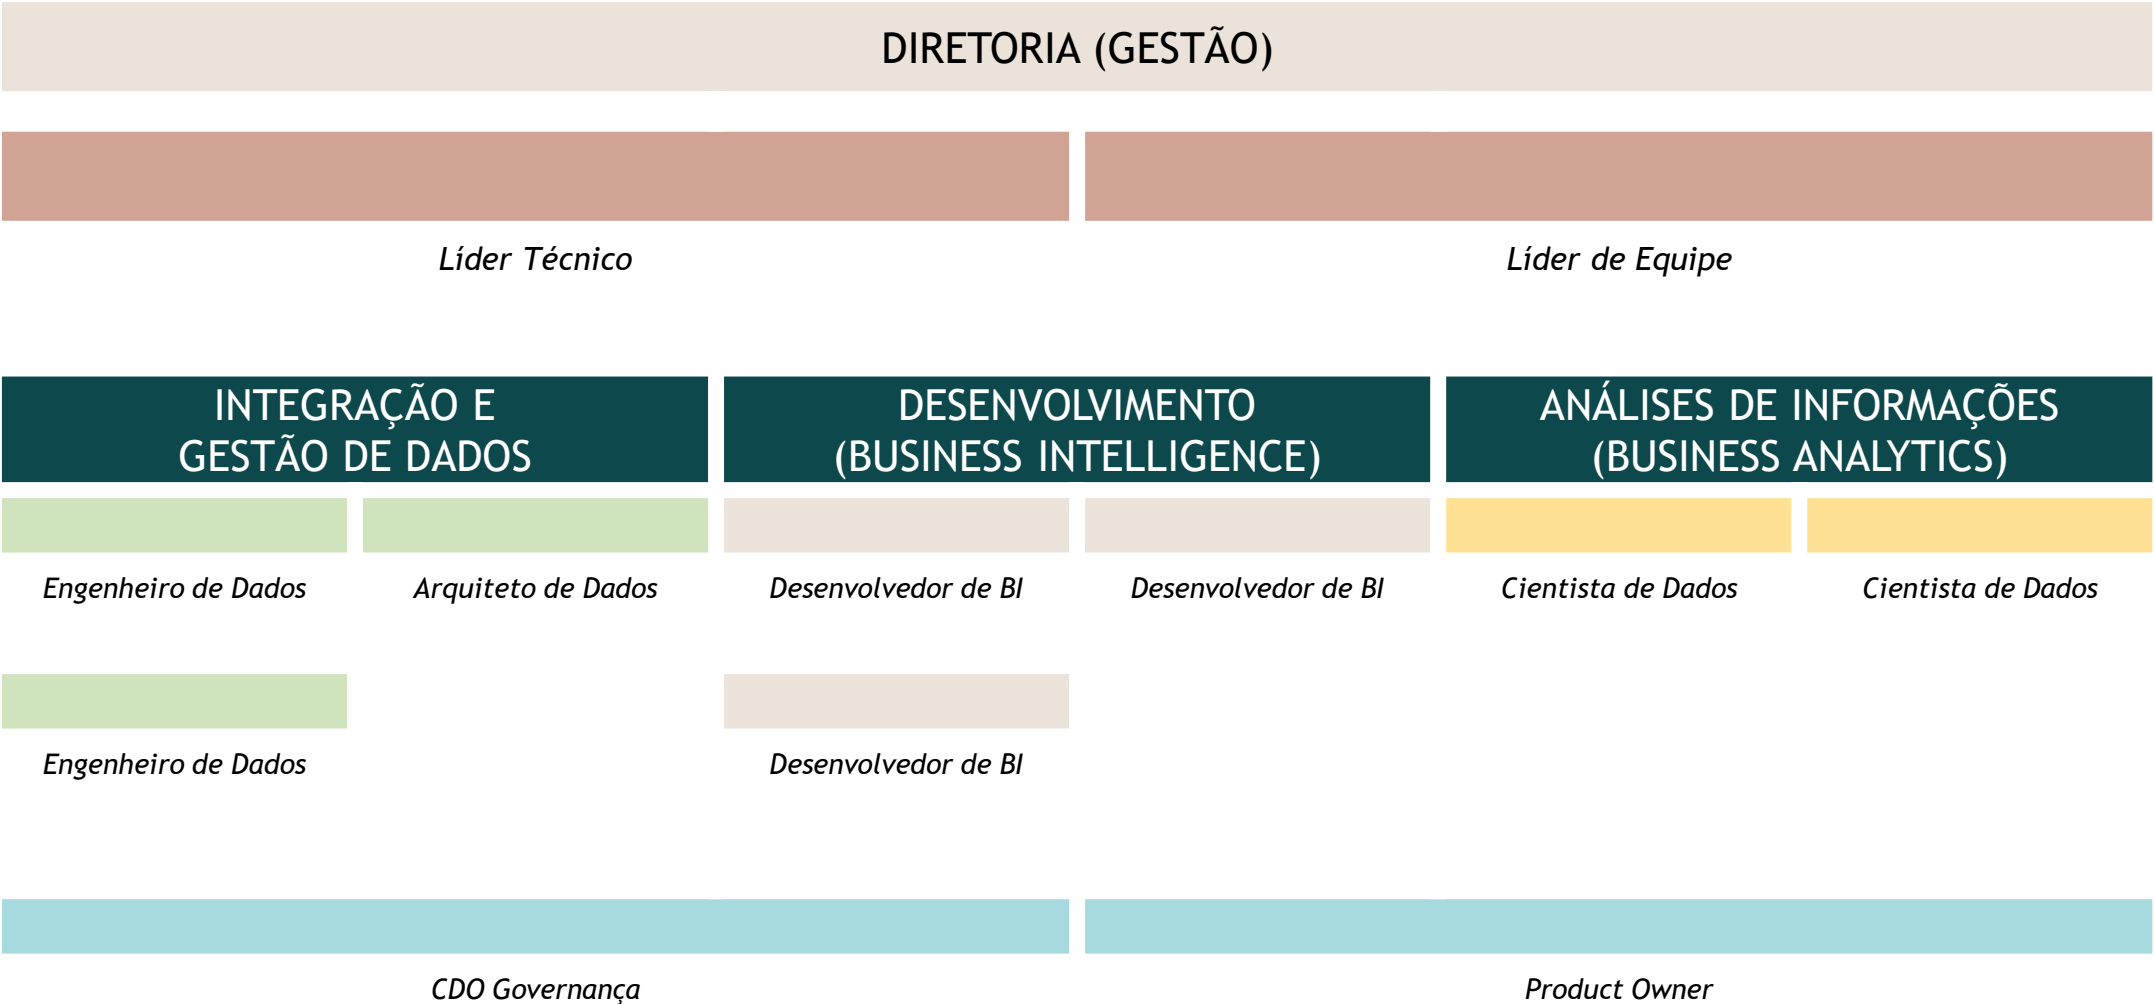 DIRETORIA (GESTÃO)
Líder Técnico
Líder de Equipe
INTEGRAÇÃO E
GESTÃO DE DADOS
DESENVOLVIMENTO
(BUSINESS INTELLIGENCE)
ANÁLISES DE INFORMAÇÕES
(BUSINESS ANALYTICS)
Engenheiro de Dados
Arquiteto de Dados
Desenvolvedor de BI
Desenvolvedor de BI
Cientista de Dados
Cientista de Dados
Engenheiro de Dados
Desenvolvedor de BI
CDO Governança
Product Owner